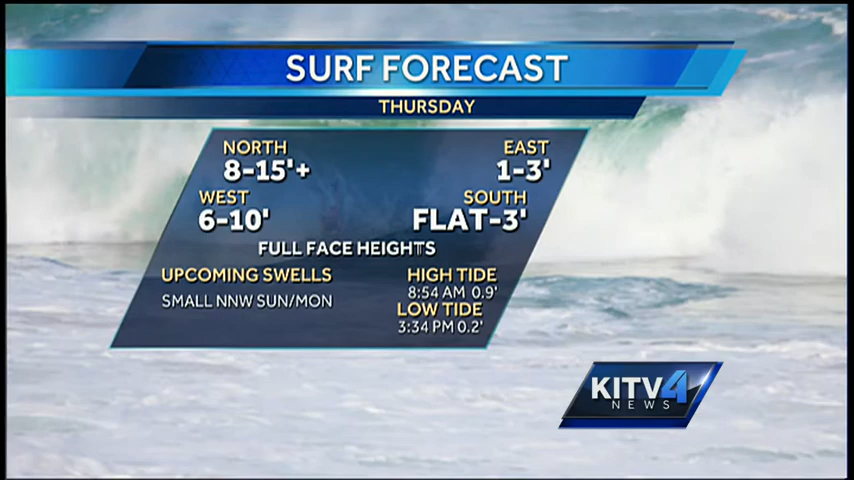 SURF FORECAST
THURSDAY
NORTH
8-15'+
EAST
1-3'
WEST
6-10'
SOUTH
FLAT-3'
FULL FACE HEIGHTS
UPCOMING SWELLS
SMALL NNW SUN/MON
HIGH TIDE
8:54 AM 0.9'
LOW TIDE
3:34 PM 0.2'
KITV4
NEWS